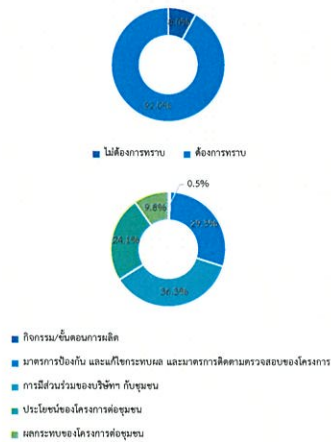 8.0%
92.0%
ไม่ต้องการทราบ ต้องการทราบ
0.5%
9.8%
29.3%
24.1%
36.3%
กิจกรรม/ขั้นตอนการผลิต
มาตรการป้องกัน และแก้ไขกระทบผล และมาตรการติดตามตรวจสอบของโครงการ
การมีส่วนร่วมของบริษัทฯ กับชุมชน
ประโยชน์ของโครงการต่อชุมชน
ผลกระทบของโครงการต่อชุมชน